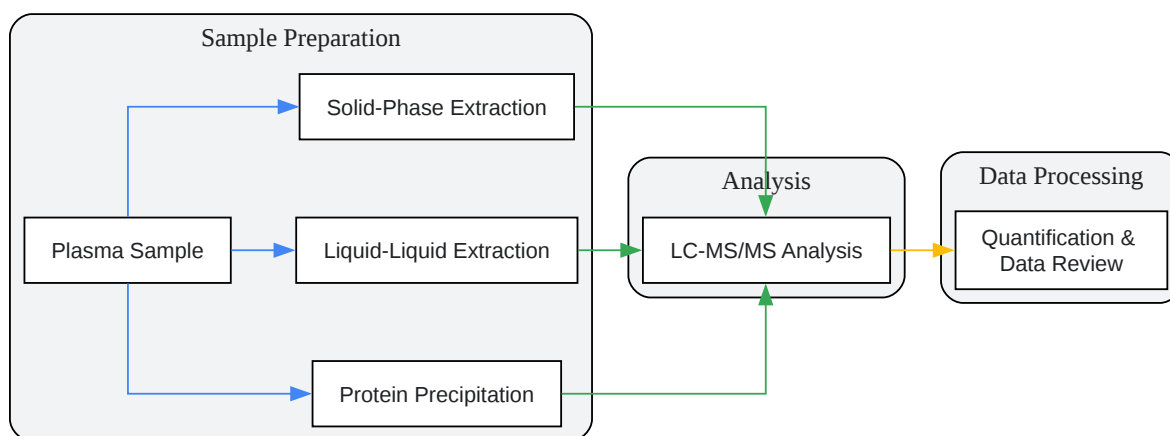 Sample Preparation
Solid-Phase Extraction
Plasma Sample
Liquid-Liquid Extraction
Protein Precipitation
Analysis
LC-MS/MS Analysis
Data Processing
Quantification &
Data Review